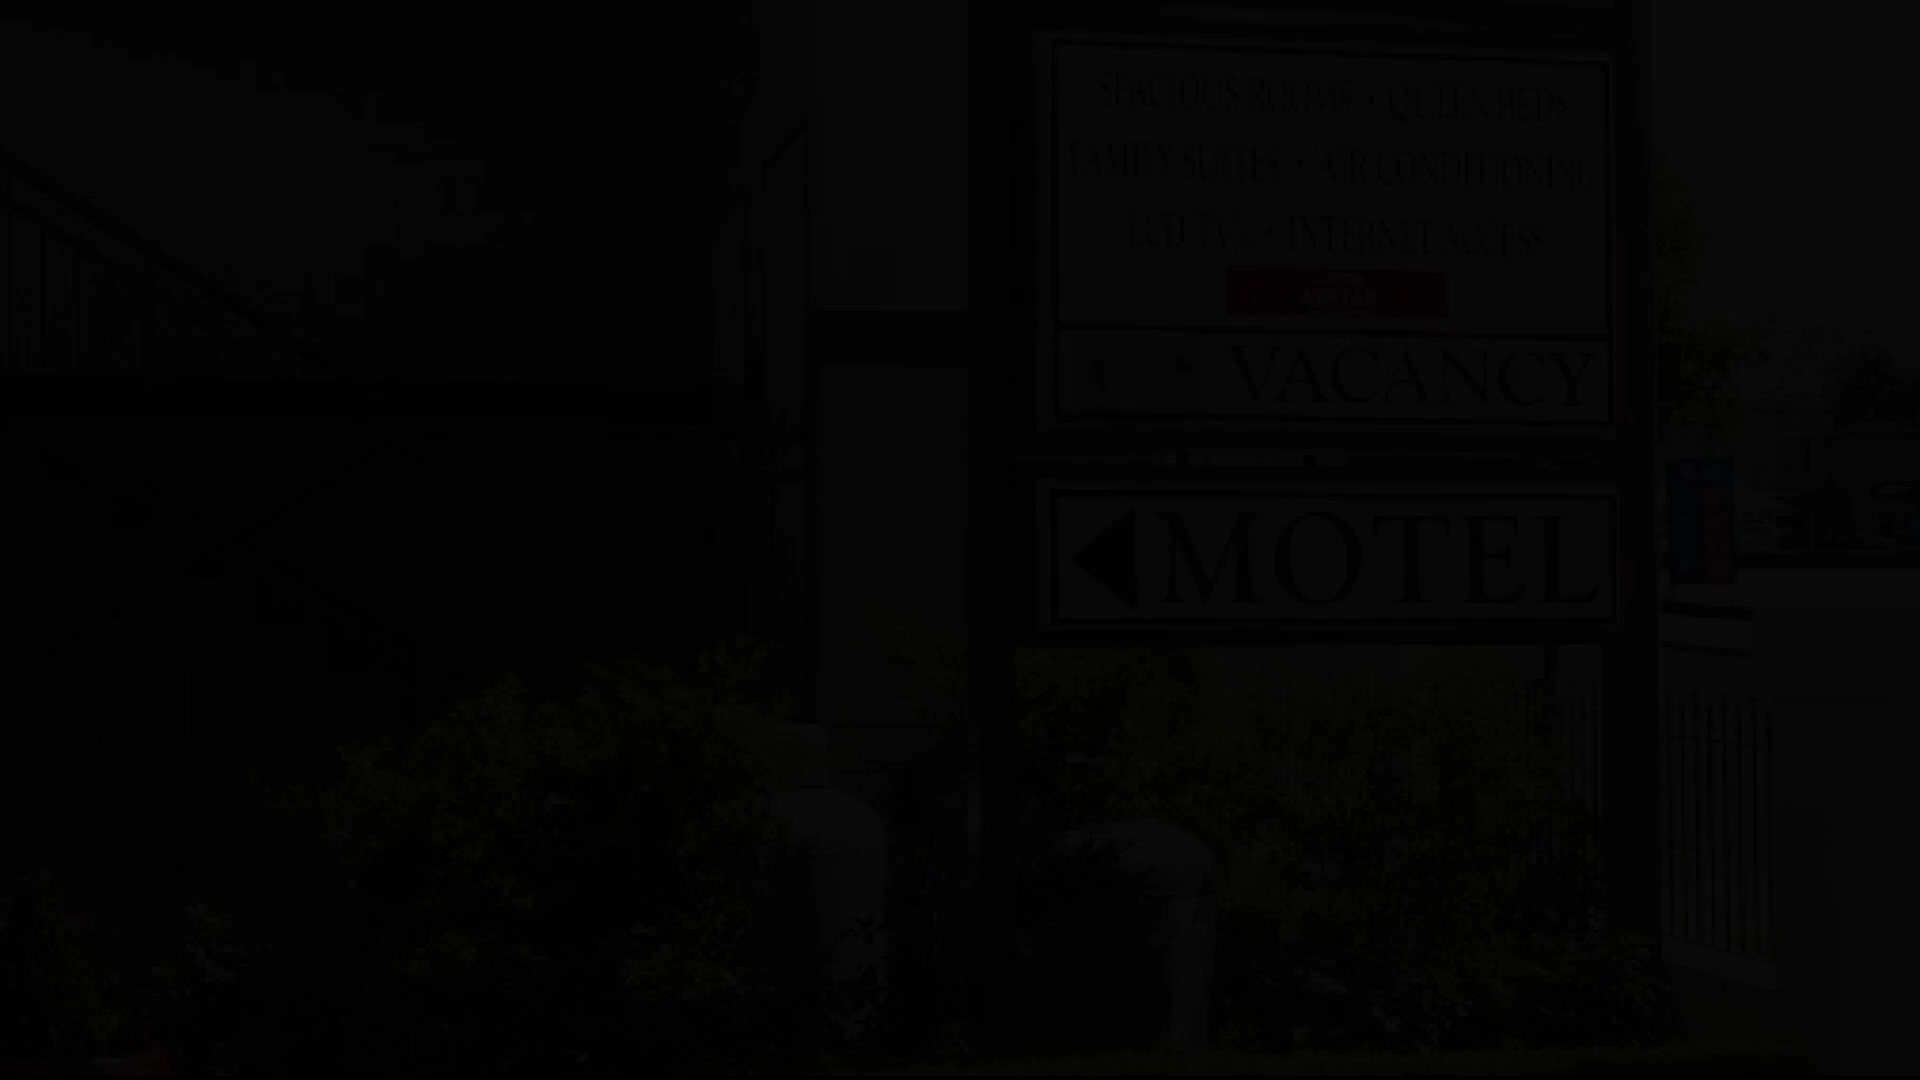 SPACIOUS ROOMS • QUEEN BEDS
FAMILY SUITES • AIR CONDITIONING
LCD TV's • INTERNET ACCESS
VACANCY
MOTEL